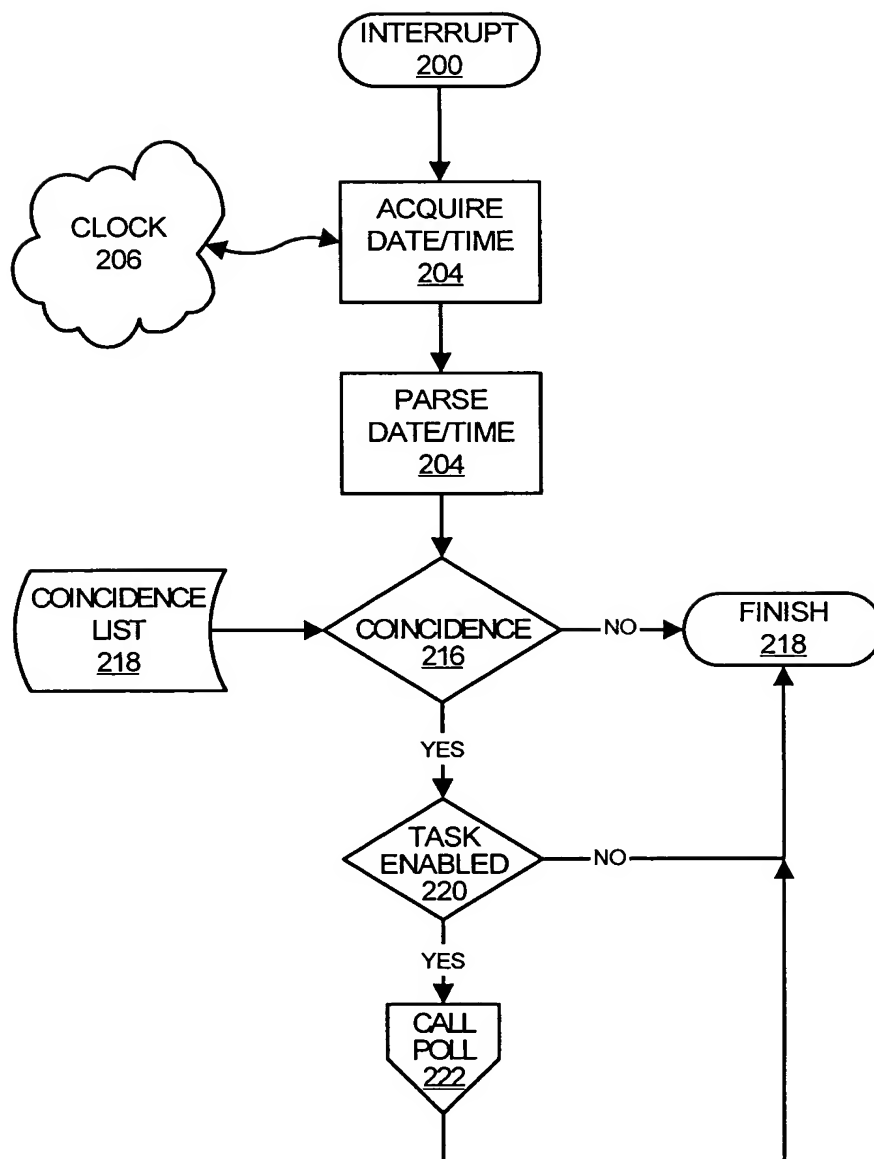 INTERRUPT
200
CLOCK
206
ACQUIRE
DATE/TIME
204
PARSE
DATE/TIME
204
COINCIDENCE
LIST
218
COINCIDENCE
216
NO
FINISH
218
YES
TASK
ENABLED
220
NO
YES
CALL
POLL
222